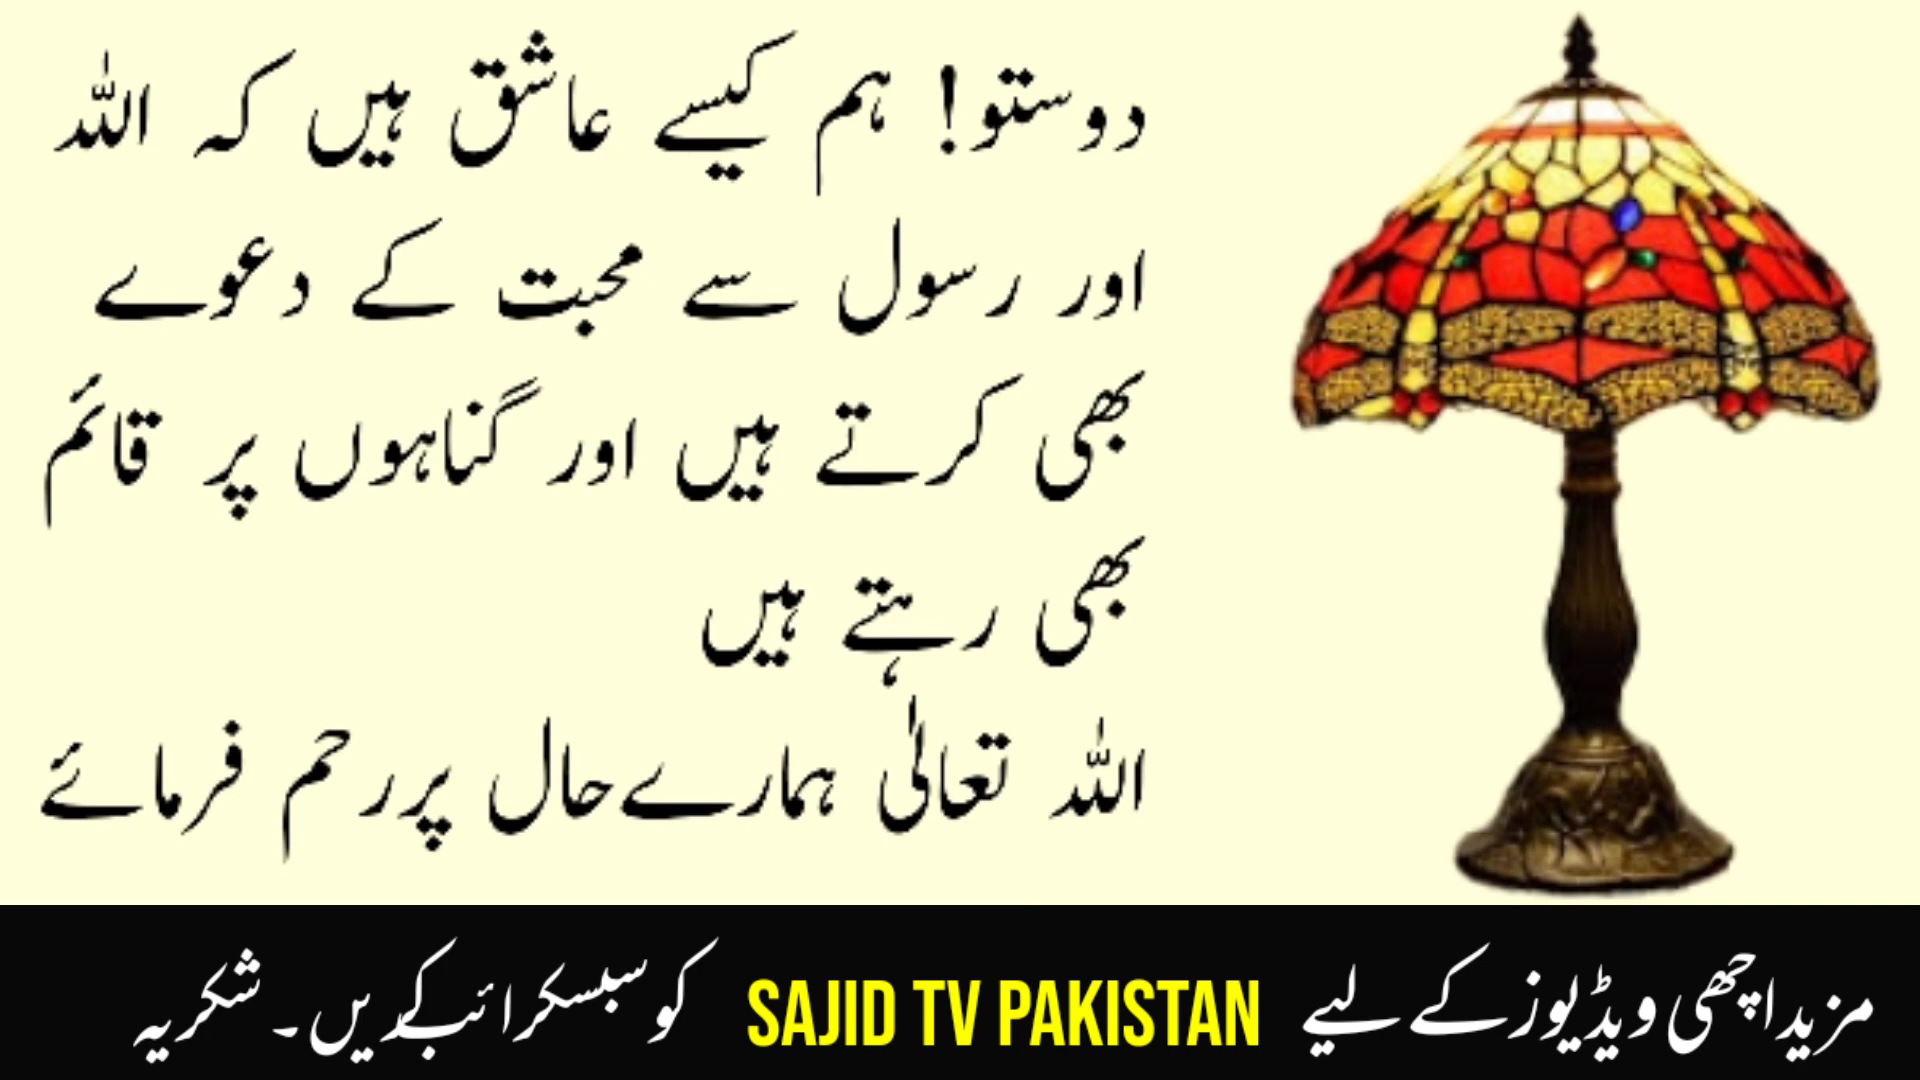 دوستو! ہم کیسے عاشق ہیں کہ اللہ
اور رسول سے محبت کے دعوے
بھی کرتے ہیں اور گناہوں پر قائم
بھی رہتے ہیں
اللہ تعالیٰ ہمارے حال پر رحم فرمائے
مزید اچھی ویڈیوز کے لیے SAJID TV PAKISTAN کو سبسکرائب کریں۔ شکریہ